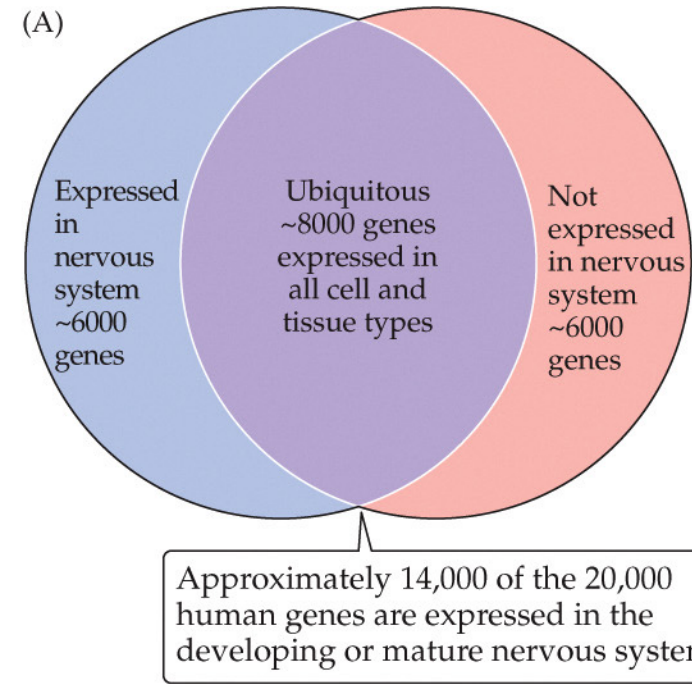 (A)
Expressed
in
nervous
system
~6000
genes
Ubiquitous
~8000 genes
expressed in
all cell and
tissue types
Not
expressed
in nervous
system
~6000
genes
Approximately 14,000 of the 20,000
human genes are expressed in the
developing or mature nervous system